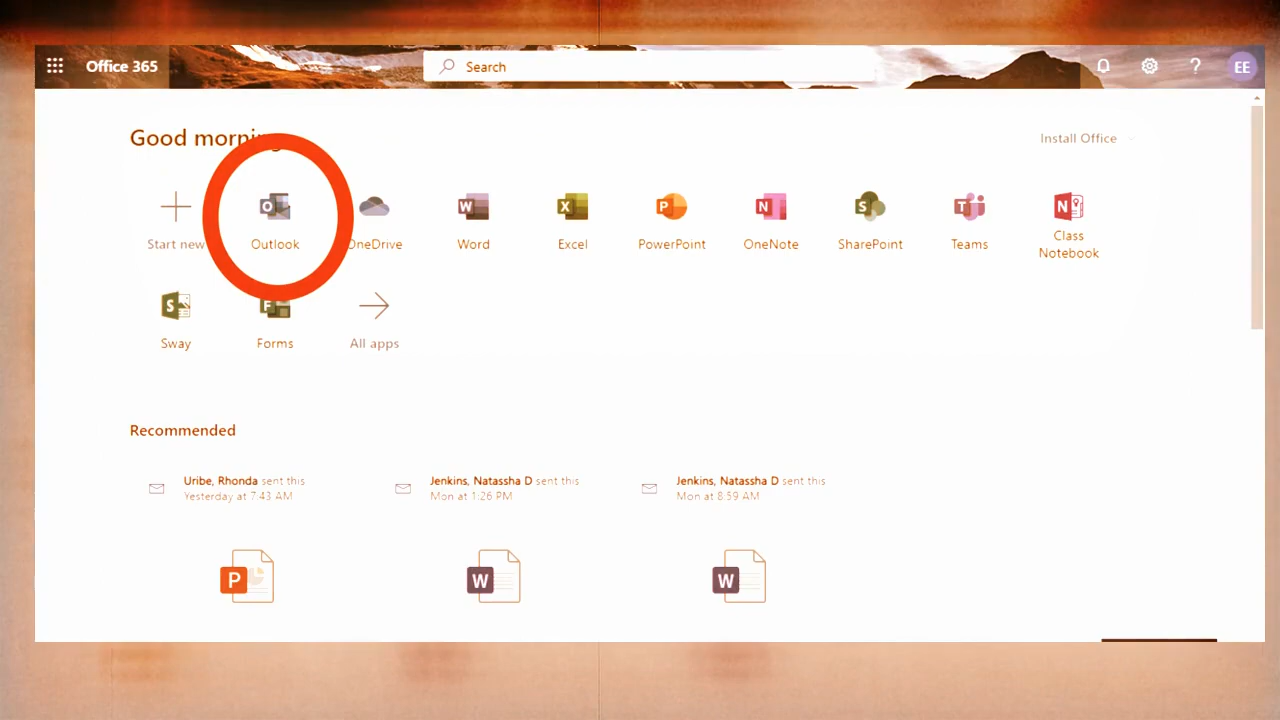 Office 365
Search
? EE
Good morning
Install Office
Start new
Outlook
OneDrive
Word
Excel
PowerPoint
OneNote
SharePoint
Teams
Class
Notebook
Sway
Forms
All apps
Recommended
Uribe, Rhonda sent this
Yesterday at 7:43 AM
Jenkins, Natassha D sent this
Mon at 1:26 PM
Jenkins, Natassha D sent this
Mon at 8:59 AM
P
W
W